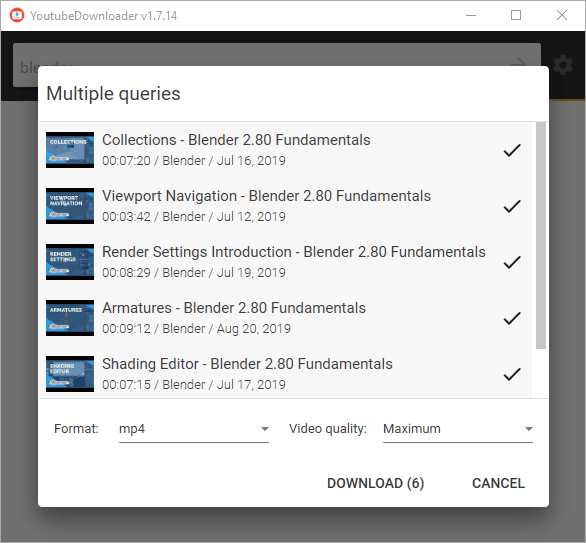 YoutubeDownloader v1.7.14
blender
Multiple queries
COLLECTIONS
Collections - Blender 2.80 Fundamentals
00:07:20 / Blender / Jul 16, 2019
VIEWPORT
NAVIGATION
Viewport Navigation - Blender 2.80 Fundamentals
00:03:42 / Blender / Jul 12, 2019
RENDER
SETTINGS
Render Settings Introduction - Blender 2.80 Fundamentals
00:08:29 / Blender / Jul 19, 2019
ARMATURES
Armatures - Blender 2.80 Fundamentals
00:09:12 / Blender / Aug 20, 2019
SHADING
EDITOR
Shading Editor - Blender 2.80 Fundamentals
00:07:15 / Blender / Jul 17, 2019
Format: mp4 Video quality: Maximum
DOWNLOAD (6) CANCEL